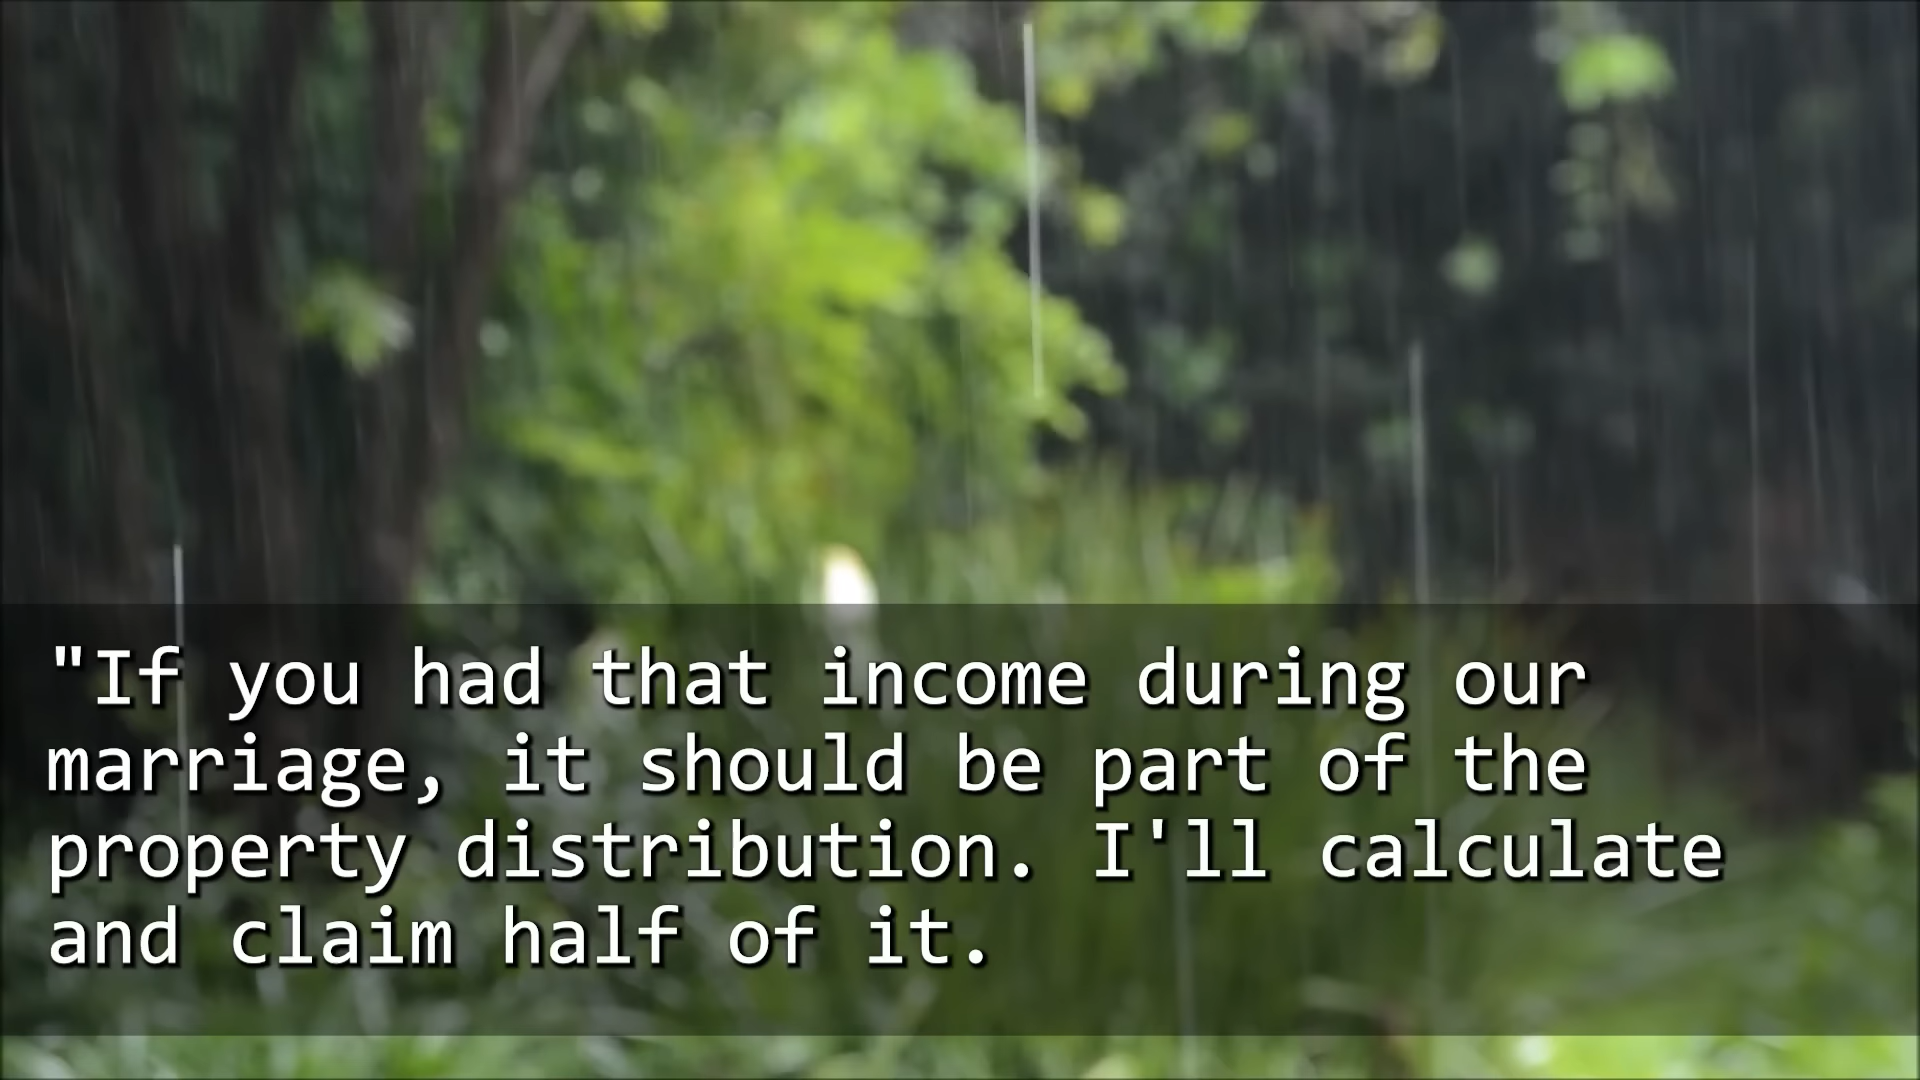 "If you had that income during our
marriage, it should be part of the
property distribution. I'll calculate
and claim half of it.